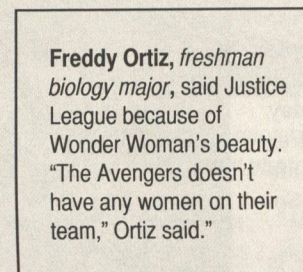 Freddy Ortiz, freshman
biology major, said Justice
League because of
Wonder Woman's beauty.
“The Avengers doesn't
have any women on their
team,” Ortiz said.”